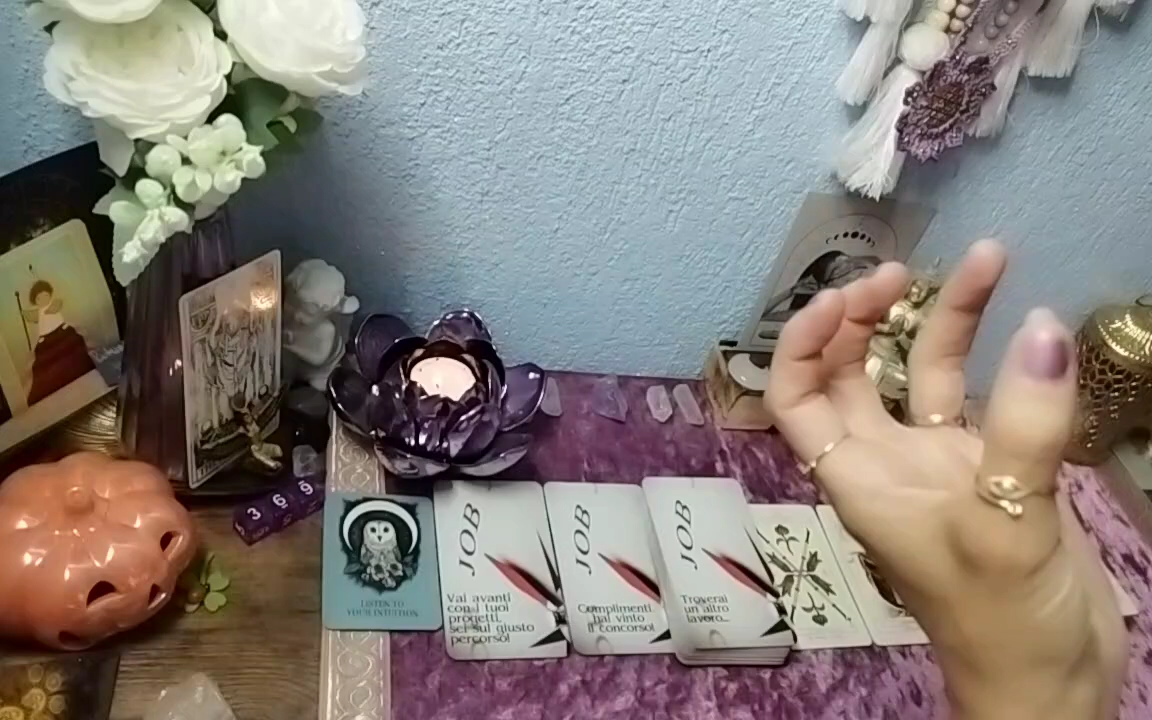 3 6 9
LISTEN TO
YOUR INTUITION
JOB
Vai avanti
con i tuoi
progetti,
sei sul giusto
percorso!
JOB
Complimenti,
hai vinto
il concorso!
JOB
Troverai
un altro
lavoro...